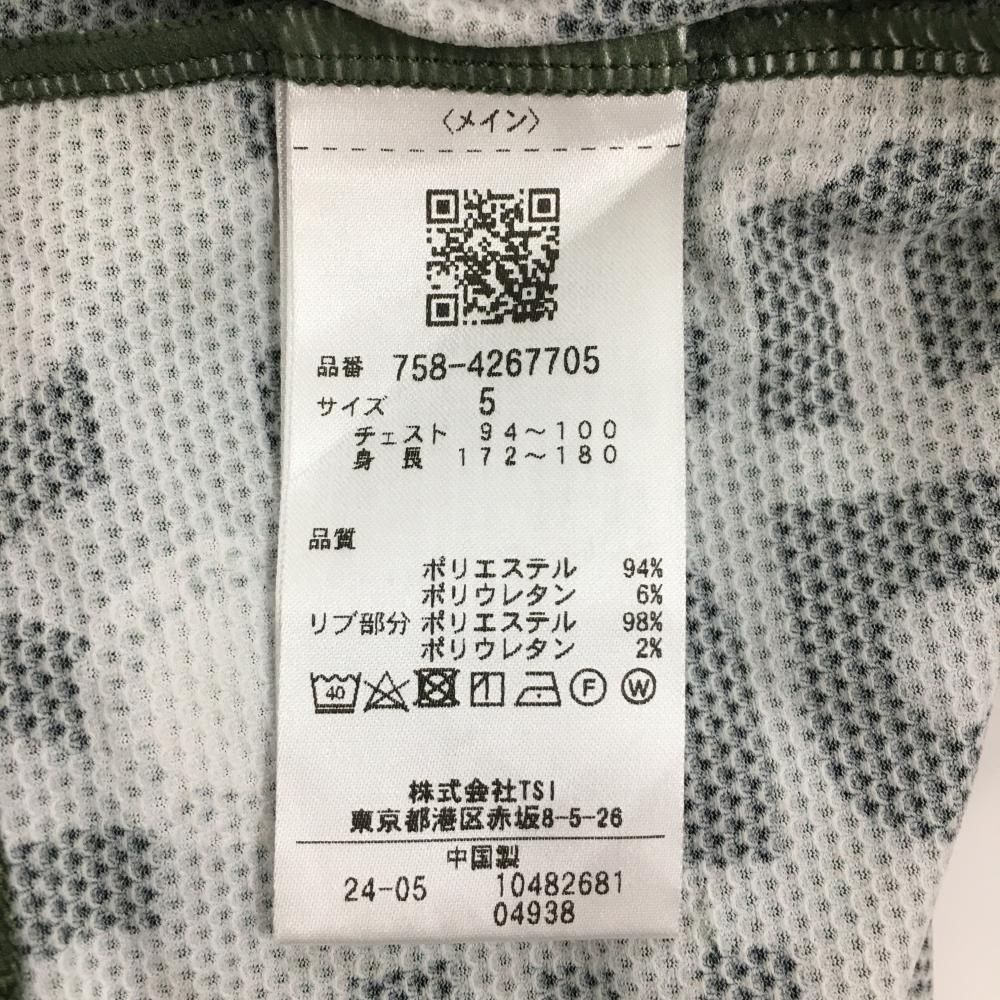 〈メイン〉
品番 758-4267705
サイズ 5
チェスト 94～100
身長 172～180
品質
ポリエステル 94%
ポリウレタン 6%
リブ部分 ポリエステル 98%
ポリウレタン 2%
40 F W
株式会社TSI
東京都港区赤坂8-5-26
中国製
24-05 10482681
04938